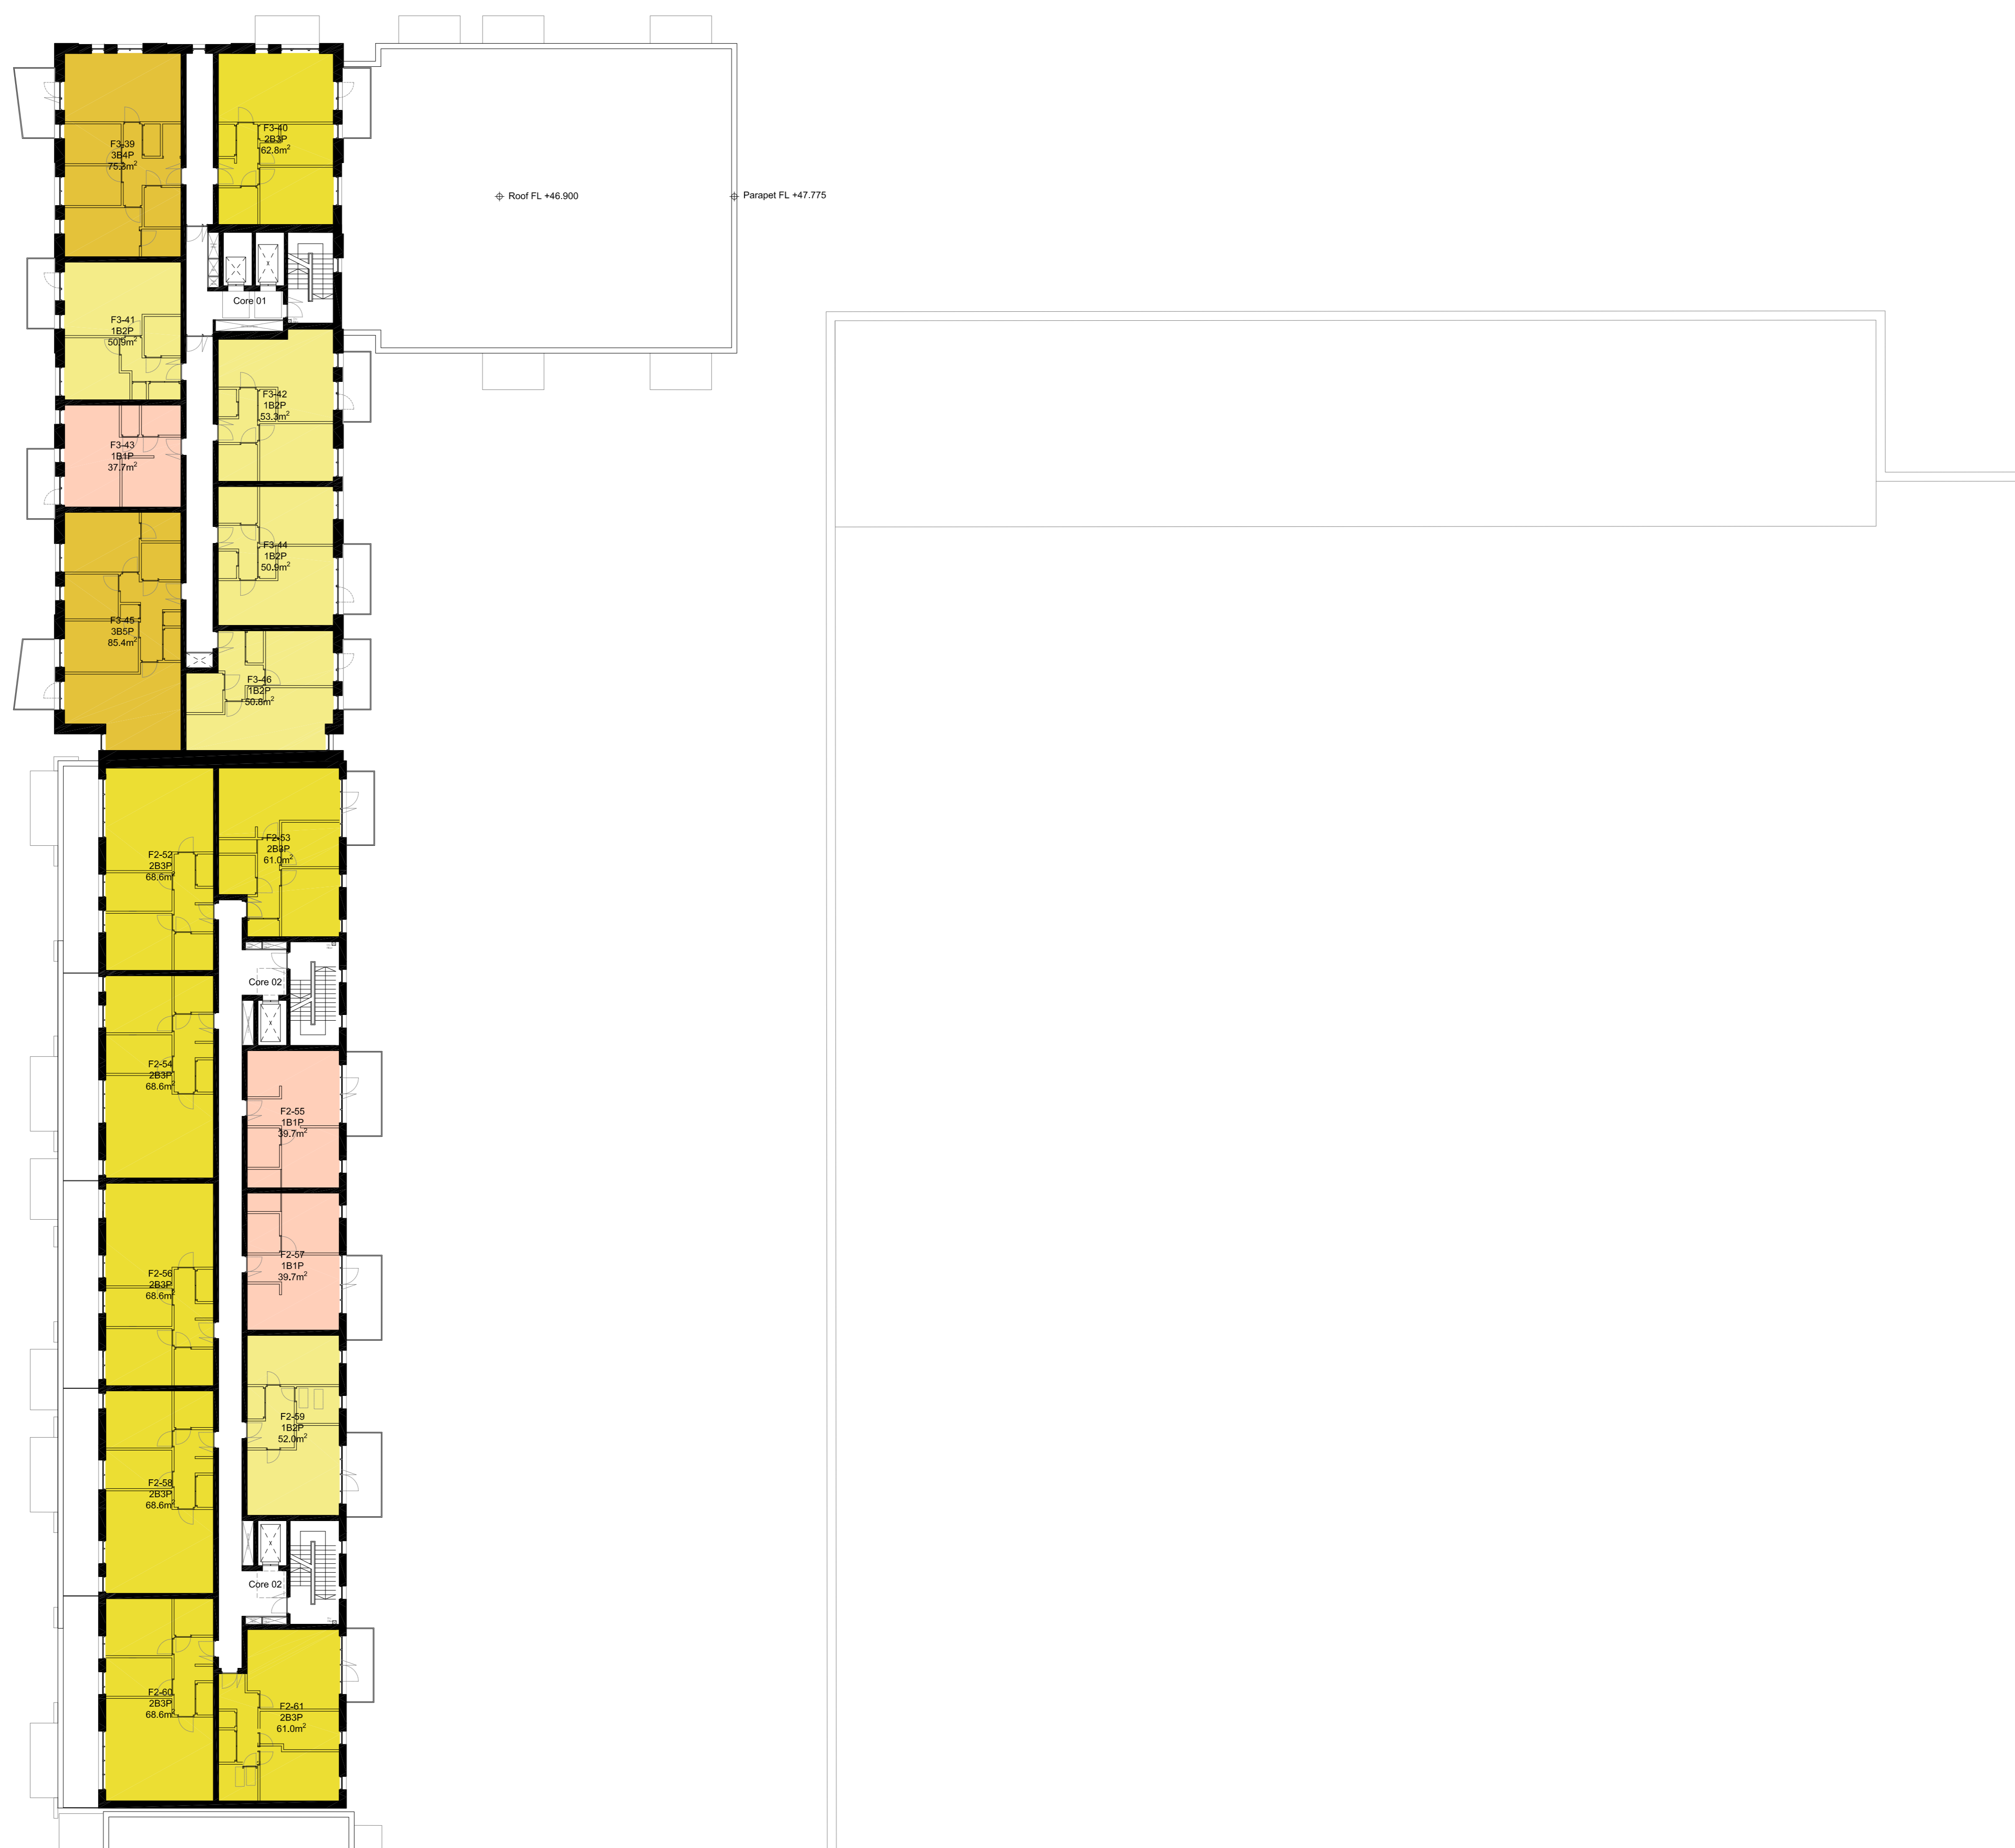 F3-39
3B4P
75.3m²
F3-40
2B3P
62.8m²
Roof FL +46.900
Parapet FL +47.775
Core 01
F3-41
1B2P
50.9m²
F3-42
1B2P
53.3m²
F3-43
1B1P
37.7m²
F3-44
1B2P
50.9m²
F3-45
3B5P
85.4m²
F3-46
1B2P
50.8m²
F2-52
2B3P
68.6m²
F2-53
2B3P
61.0m²
Core 02
F2-54
2B3P
68.6m²
F2-55
1B1P
39.7m²
F2-56
2B3P
68.6m²
F2-57
1B1P
39.7m²
F2-58
2B3P
68.6m²
F2-59
1B2P
52.0m²
Core 02
F2-60
2B3P
68.6m²
F2-61
2B3P
61.0m²